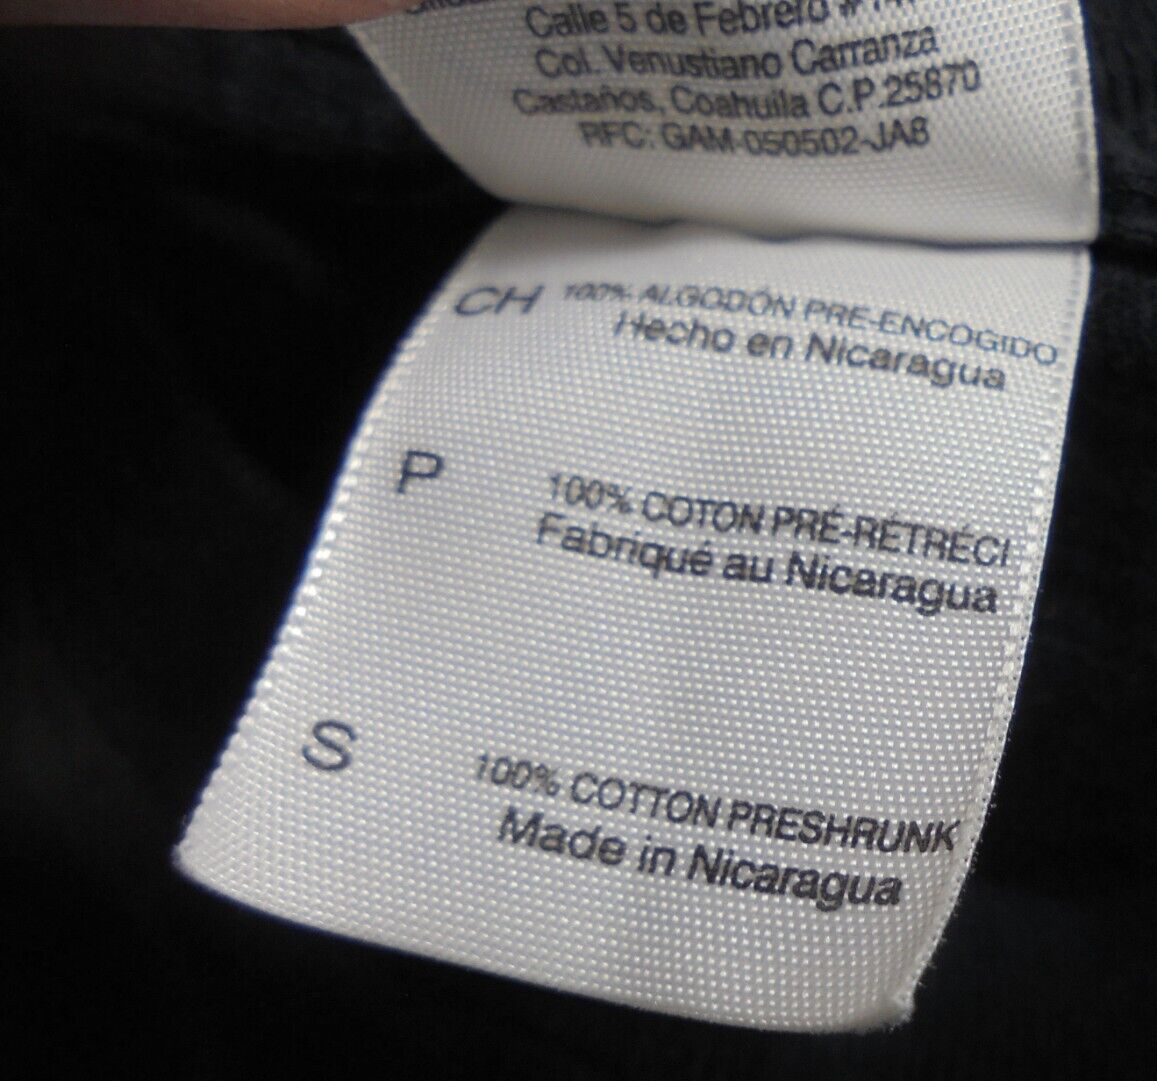 Calle 5 de Febrero
Col. Venustiano Carranza
Castaños, Coahuila C.P.25870
RFC: GAM-050502-JA8
CH 100% ALGODÓN PRE-ENCOGIDO
Hecho en Nicaragua
P 100% COTON PRÉ-RÉTRÉCI
Fabriqué au Nicaragua
S 100% COTTON PRESHRUNK
Made in Nicaragua